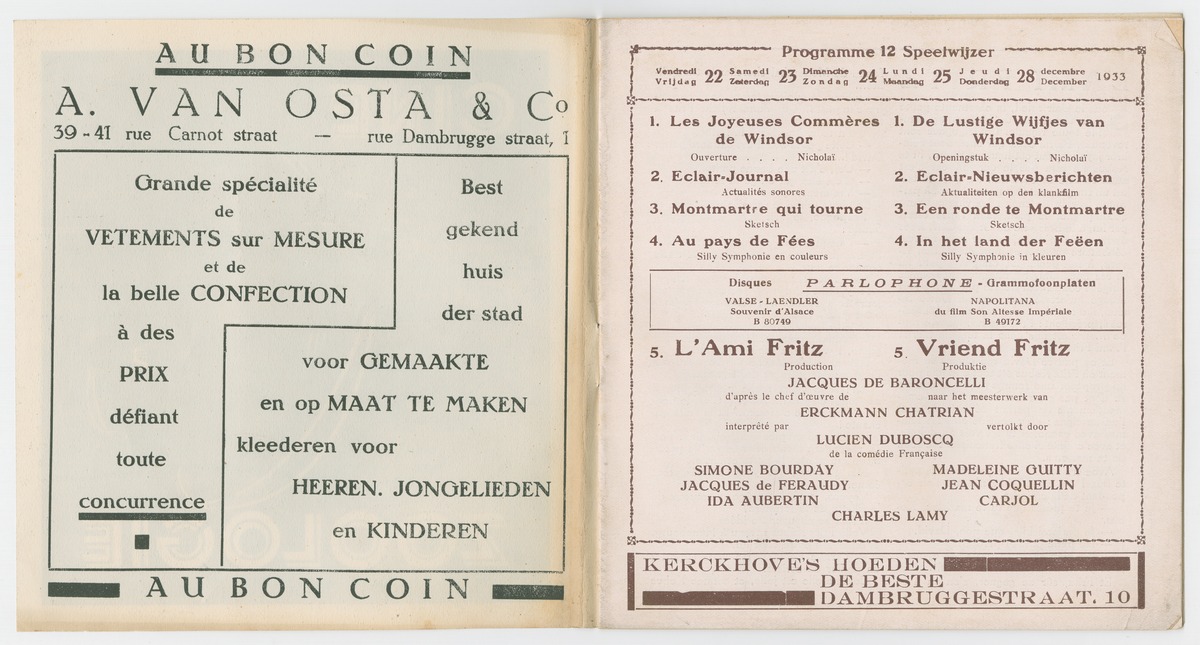 AU BON COIN
A. VAN OSTA & Co
39-41 rue Carnot straat — rue Dambrugge straat, 1
Grande spécialité
de
VETEMENTS sur MESURE
et de
la belle CONFECTION
à des
PRIX
défiant
toute
concurrence
Best
gekend
huis
der stad
voor GEMAAKTE
en op MAAT TE MAKEN
kleederen voor
HEEREN. JONGELIEDEN
en KINDEREN
AU BON COIN
Programme 12 Speelwijzer
Vendredi Vrijdag 22 Samedi Zaterdag 23 Dimanche Zondag 24 Lundi Maandag 25 Jeudi Donderdag 28 decembre December 1933
1. Les Joyeuses Commères
de Windsor
Ouverture . . . . Nicholaï
2. Eclair-Journal
Actualités sonores
3. Montmartre qui tourne
Sketsch
4. Au pays de Fées
Silly Symphonie en couleurs
1. De Lustige Wijfjes van
Windsor
Openingstuk . . . . Nicholaï
2. Eclair-Nieuwsberichten
Aktualiteiten op den klankfilm
3. Een ronde te Montmartre
Sketsch
4. In het land der Feëen
Silly Symphonie in kleuren
Disques PARLOPHONE - Grammofoonplaten
VALSE - LAENDLER
Souvenir d'Alsace
B 80749
NAPOLITANA
du film Son Altesse Impériale
B 49172
5. L'Ami Fritz 5. Vriend Fritz
Production Produktie
JACQUES DE BARONCELLI
d'après le chef d'œuvre de naar het meesterwerk van
ERCKMANN CHATRIAN
interprété par vertolkt door
LUCIEN DUBOSCQ
de la comédie Française
SIMONE BOURDAY MADELEINE GUITTY
JACQUES de FERAUDY JEAN COQUELLIN
IDA AUBERTIN CARJOL
CHARLES LAMY
KERCKHOVE'S HOEDEN
DE BESTE
DAMBRUGGESTRAAT. 10